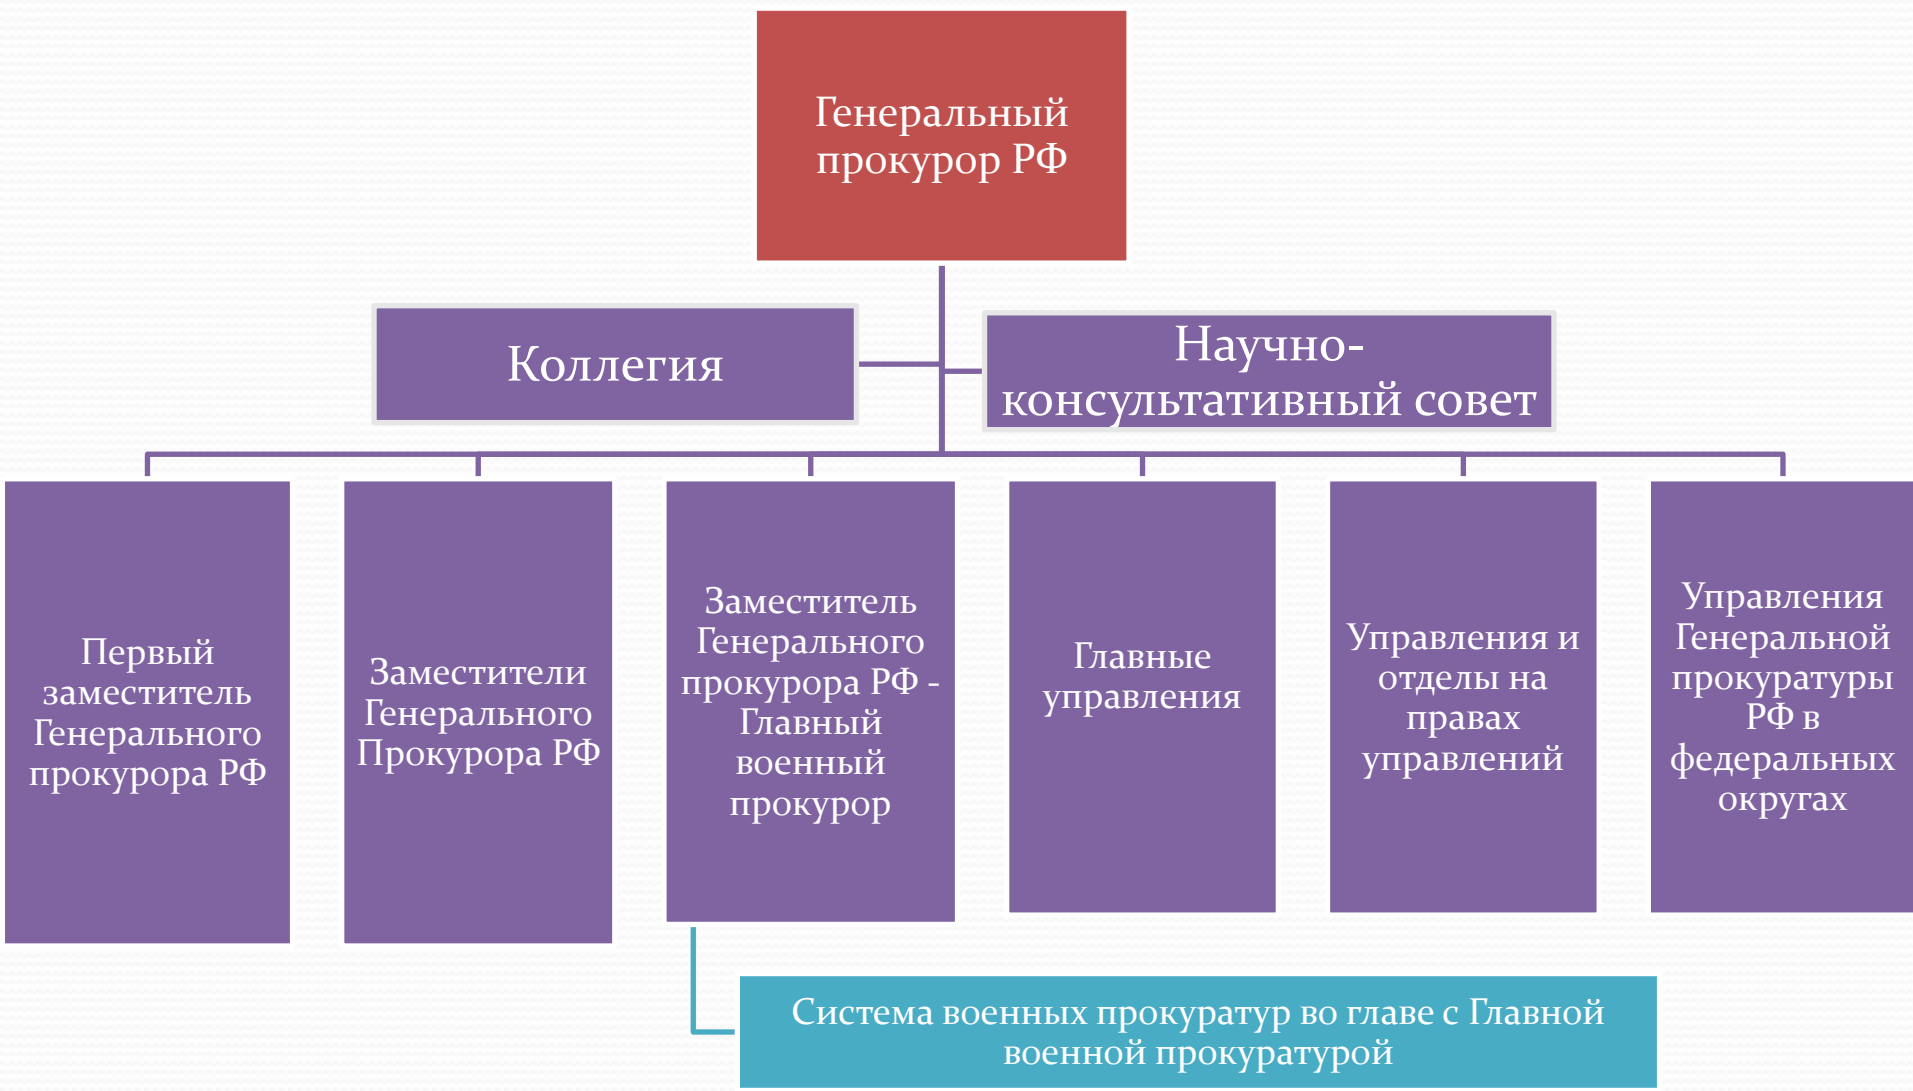 Генеральный
прокурор РФ
Коллегия
Научно-
консультативный совет
Первый
заместитель
Генерального
прокурора РФ
Заместители
Генерального
Прокурора РФ
Заместитель
Генерального
прокурора РФ -
Главный
военный
прокурор
Главные
управления
Управления и
отделы на
правах
управлений
Управления
Генеральной
прокуратуры
РФ в
федеральных
округах
Система военных прокуратур во главе с Главной
военной прокуратурой